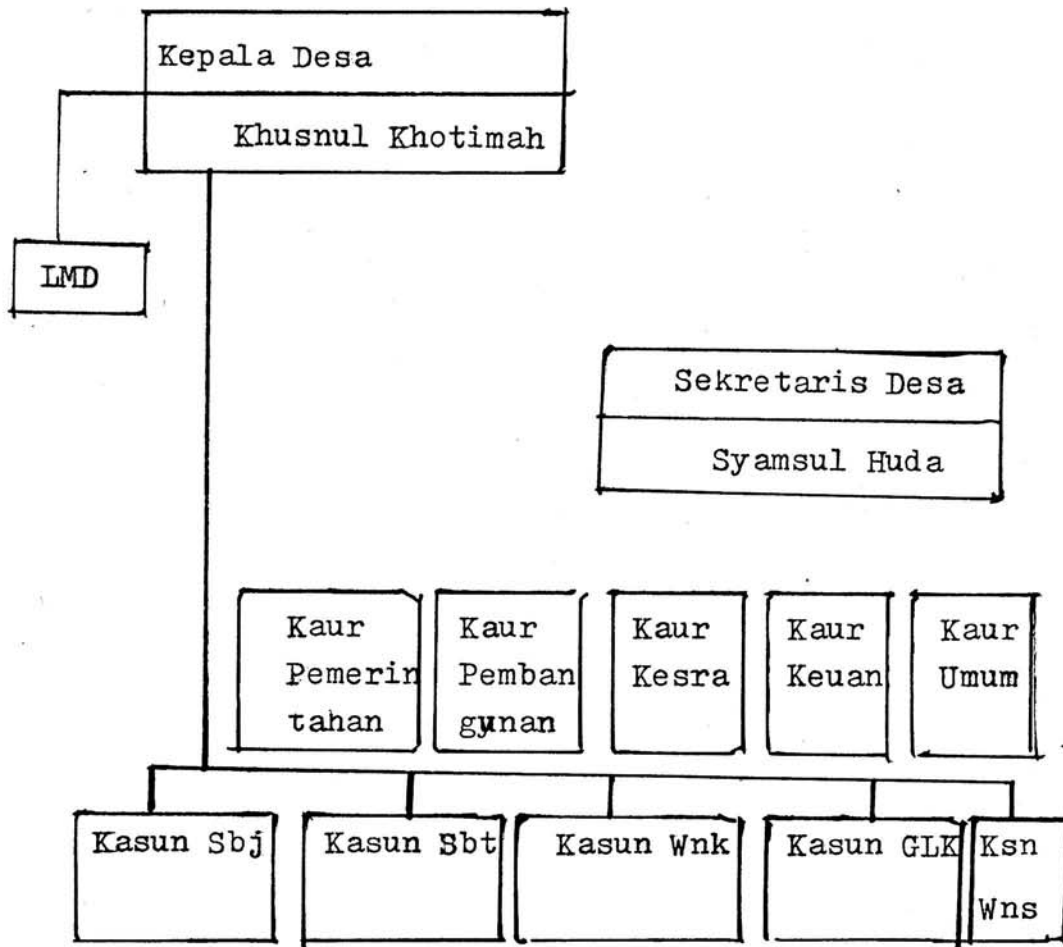 Kepala Desa
Khusnul Khotimah
LMD
Sekretaris Desa
Syamsul Huda
Kaur
Pemerin
tahan
Kaur
Pemban
gunan
Kaur
Kesra
Kaur
Keuan
Kaur
Umum
Kasun Sbj
Kasun Sbt
Kasun Wnk
Kasun GLK
Ksn
Wns